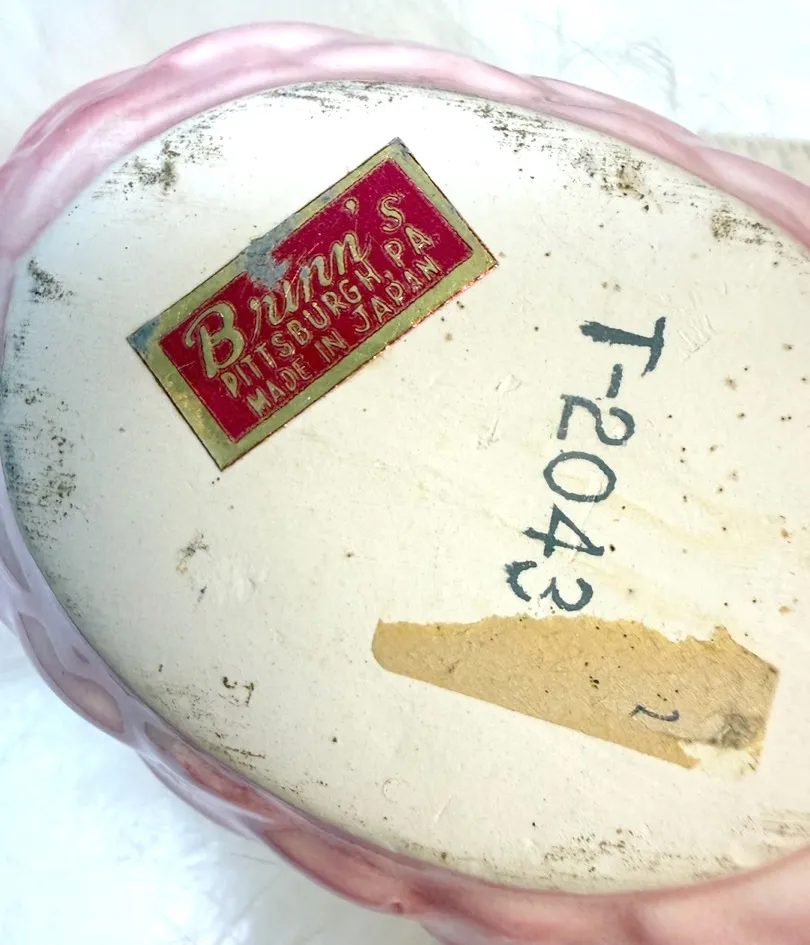 Brinn's
PITTSBURGH, PA
MADE IN JAPAN
T-2043